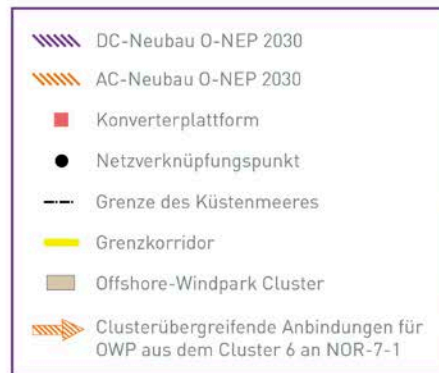 DC-Neubau O-NEP 2030
AC-Neubau O-NEP 2030
Konverterplattform
Netzverknüpfungspunkt
Grenze des Küstenmeeres
Grenzkorridor
Offshore-Windpark Cluster
Clusterübergreifende Anbindungen für
OWP aus dem Cluster 6 an NOR-7-1